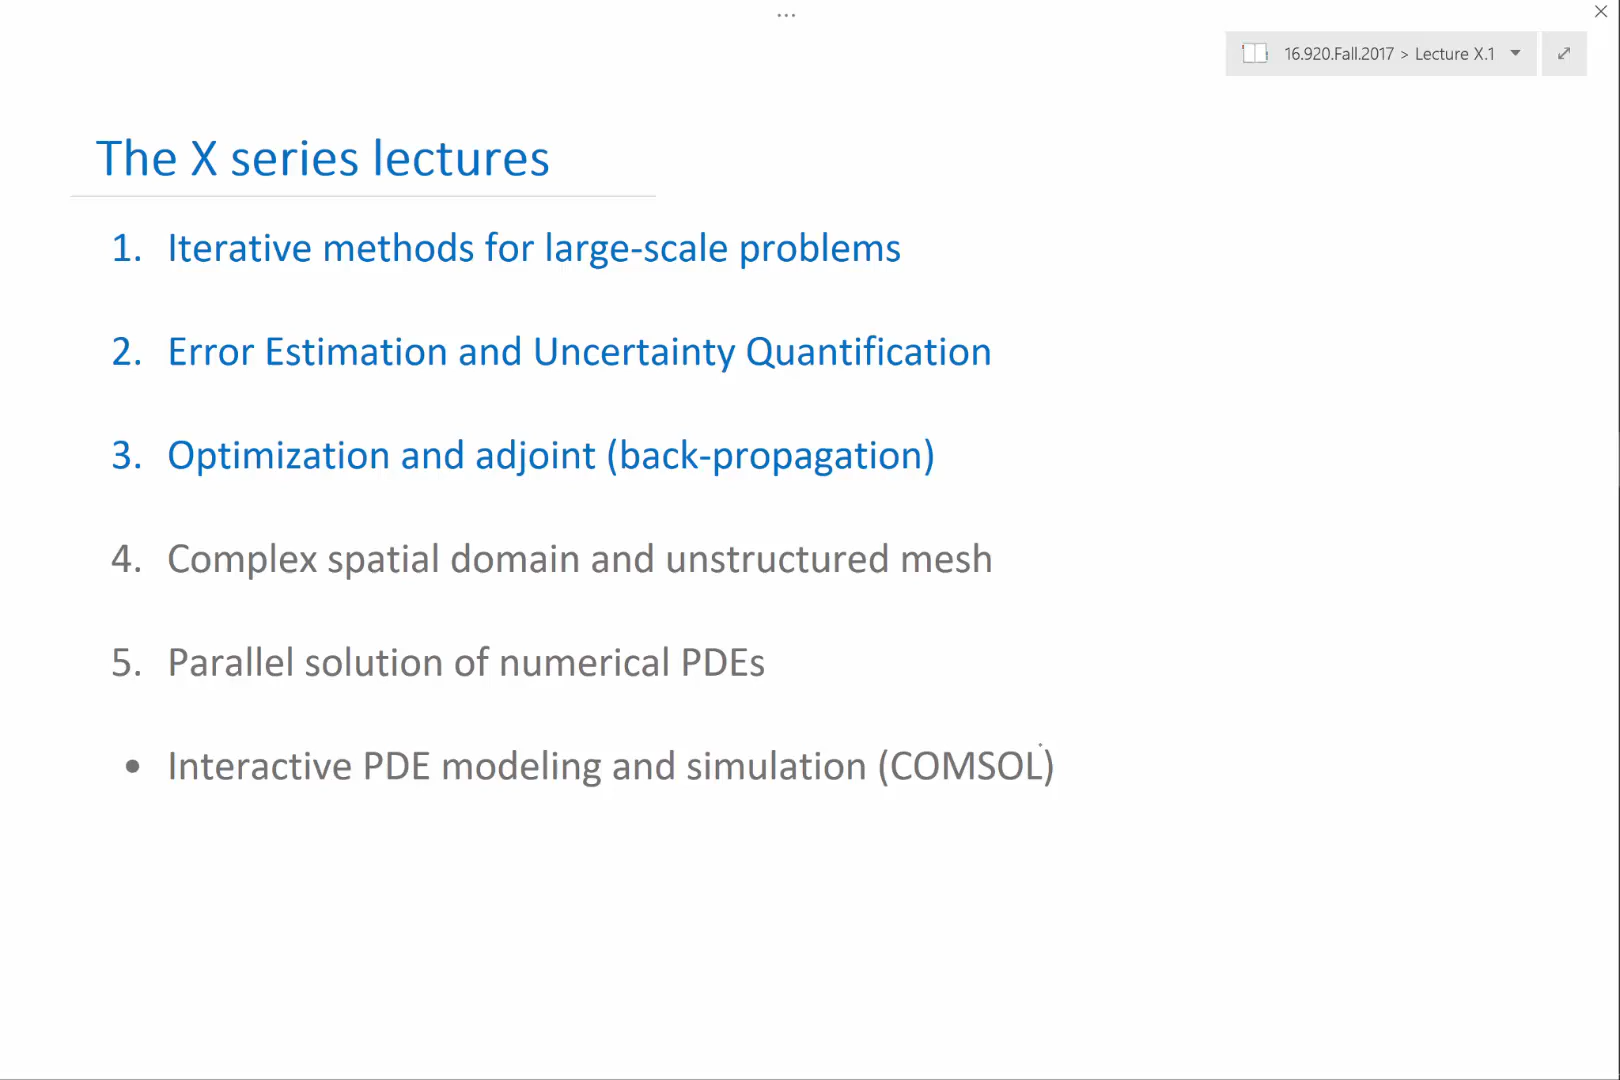 ...
16.920.Fall.2017 > Lecture X.1
The X series lectures
1. Iterative methods for large-scale problems
2. Error Estimation and Uncertainty Quantification
3. Optimization and adjoint (back-propagation)
4. Complex spatial domain and unstructured mesh
5. Parallel solution of numerical PDEs
• Interactive PDE modeling and simulation (COMSOL)